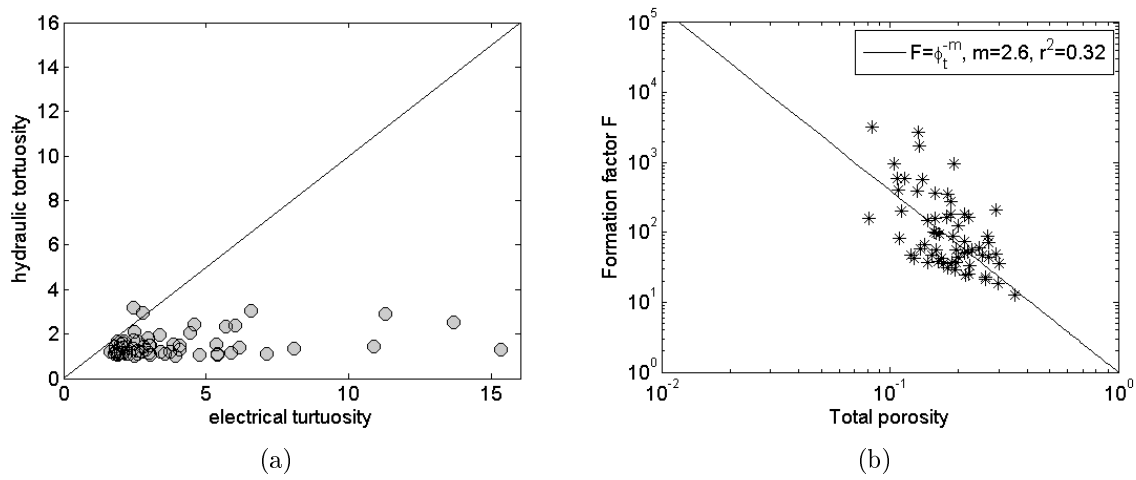 16
14
12
10
8
6
4
2
0
hydraulic tortuosity
0 5 10 15
electrical turtuosity
(a)
10^5
10^4
10^3
10^2
10^1
10^0
Formation factor F
F=ϕ_t^-m, m=2.6, r^2=0.32
10^-2 10^-1 10^0
Total porosity
(b)